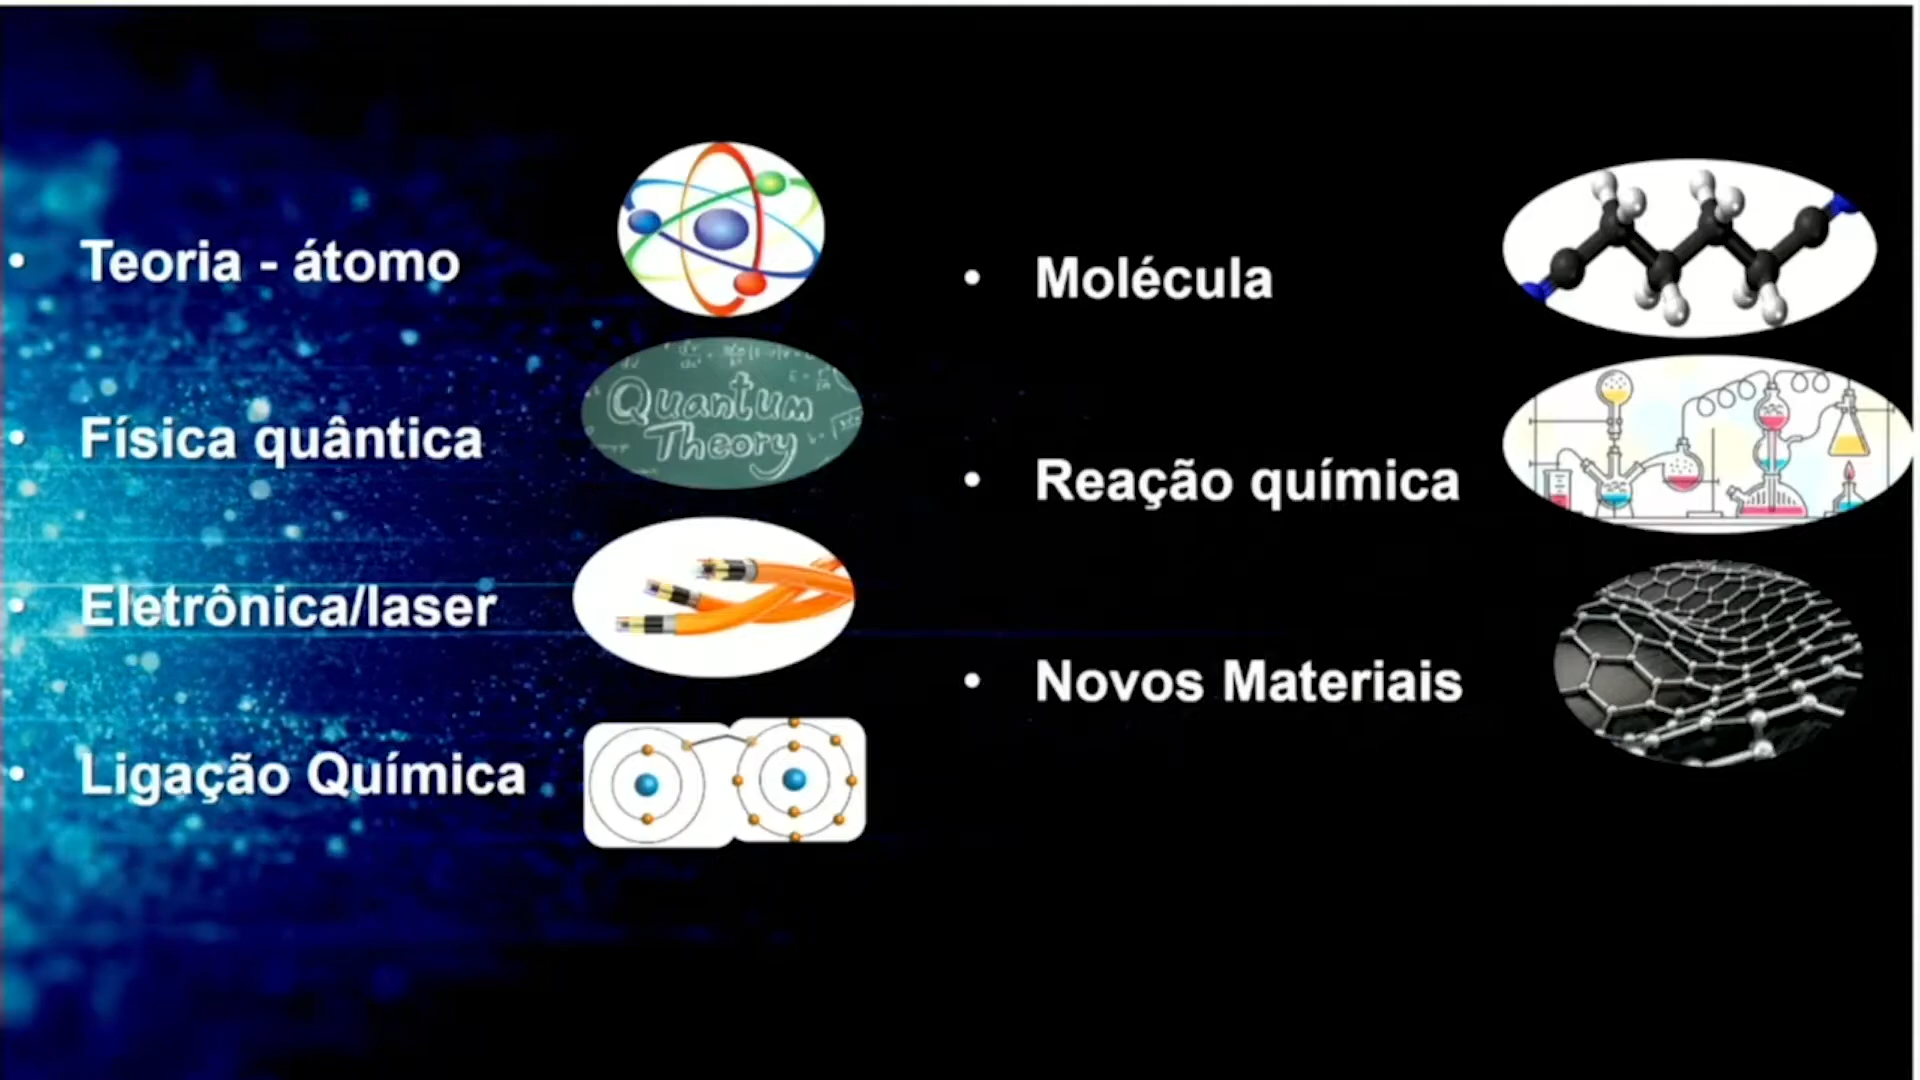 • Teoria - átomo
• Física quântica
• Eletrônica/laser
• Ligação Química
• Molécula
• Reação química
• Novos Materiais
Quantum
Theory